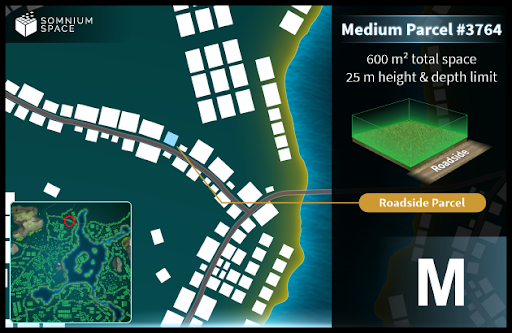 SOMNIUM
SPACE
Medium Parcel #3764
600 m² total space
25 m height & depth limit
Roadside
Roadside Parcel
M